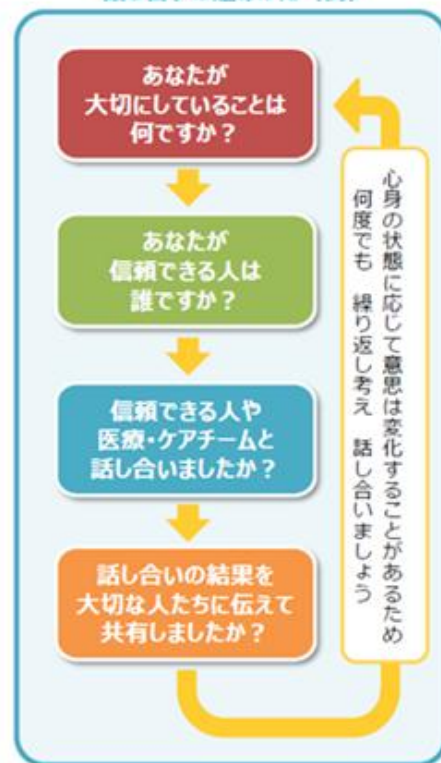 あなたが
大切にしていることは
何ですか？
あなたが
信頼できる人は
誰ですか？
信頼できる人や
医療・ケアチームと
話し合いましたか？
話し合いの結果を
大切な人たちに伝えて
共有しましたか？
心身の状態に応じて意思は変化することがあるため
何度でも　繰り返し考え　話し合いましょう